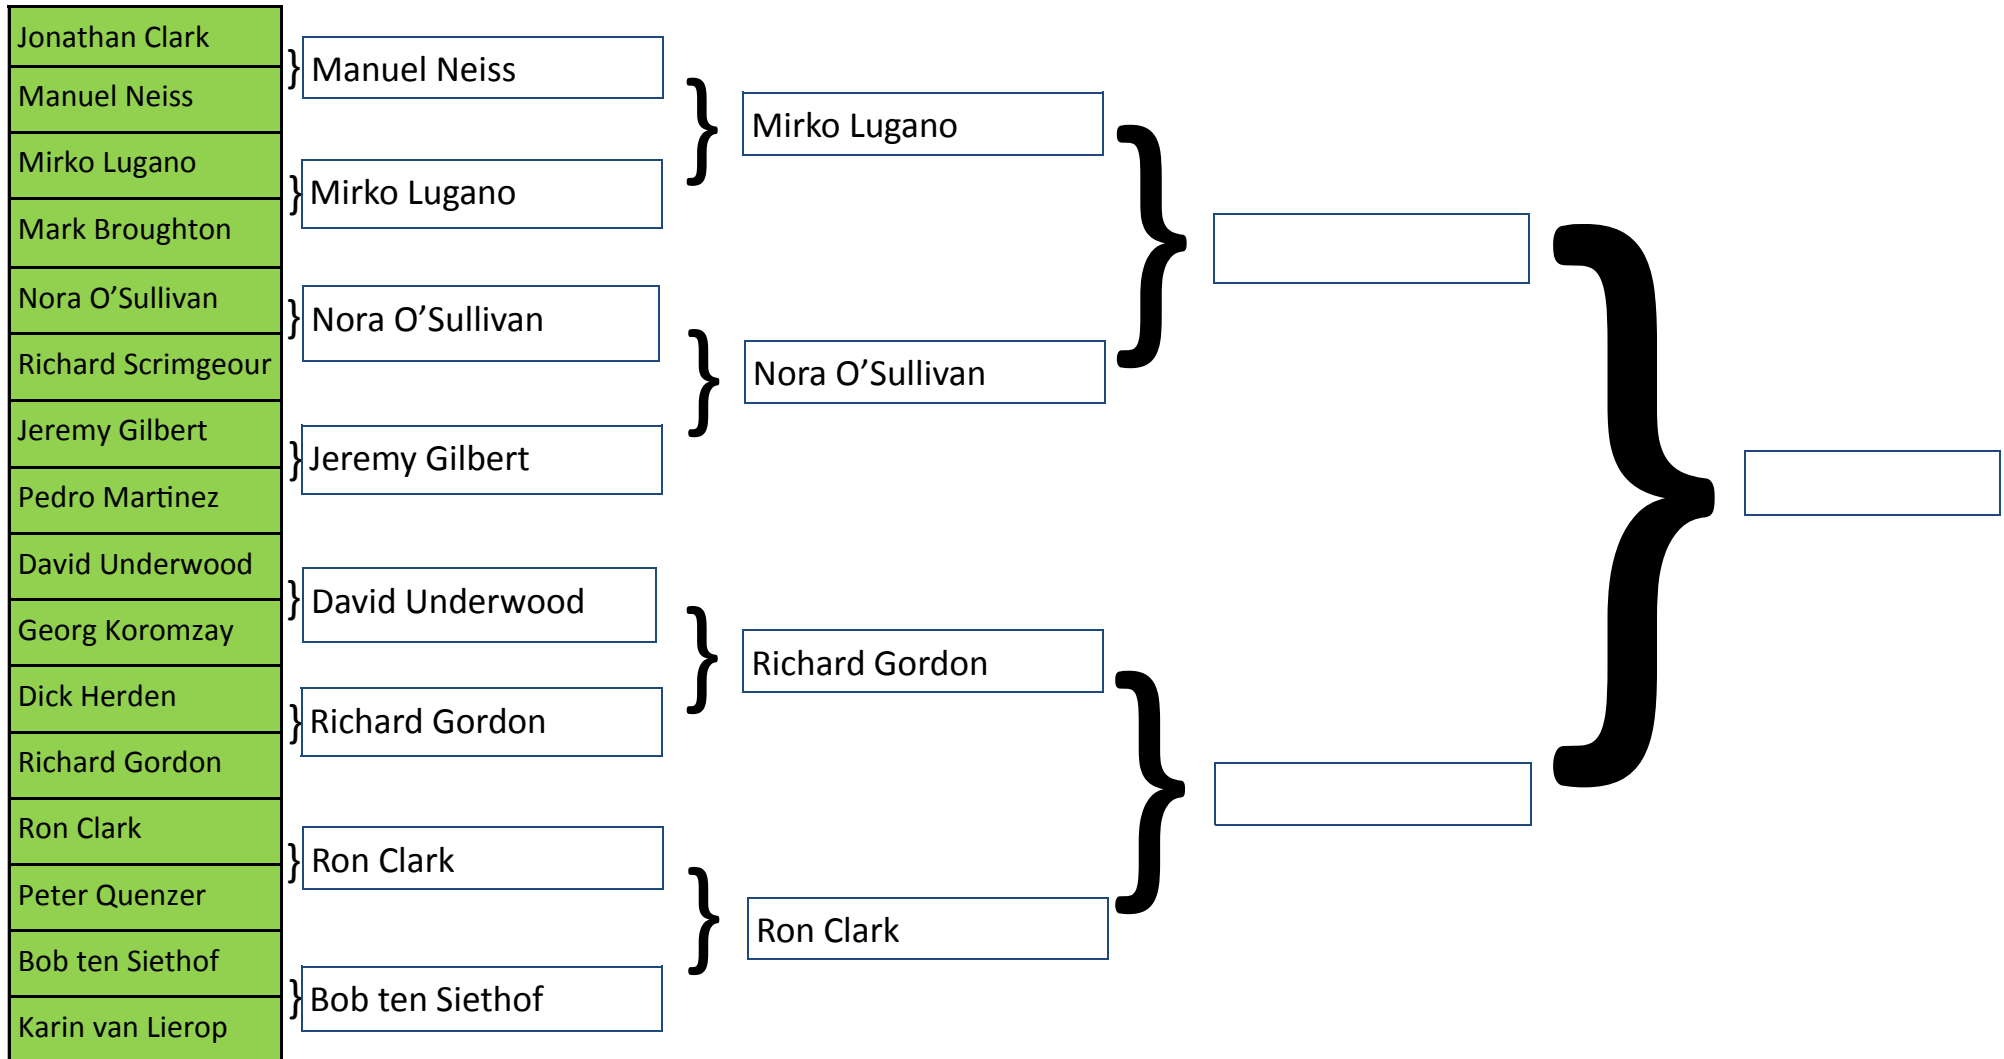 Jonathan Clark
Manuel Neiss
Mirko Lugano
Mark Broughton
Nora O’Sullivan
Richard Scrimgeour
Jeremy Gilbert
Pedro Martinez
David Underwood
Georg Koromzay
Dick Herden
Richard Gordon
Ron Clark
Peter Quenzer
Bob ten Siethof
Karin van Lierop
Manuel Neiss
Mirko Lugano
Nora O’Sullivan
Jeremy Gilbert
David Underwood
Richard Gordon
Ron Clark
Bob ten Siethof
Mirko Lugano
Nora O’Sullivan
Richard Gordon
Ron Clark